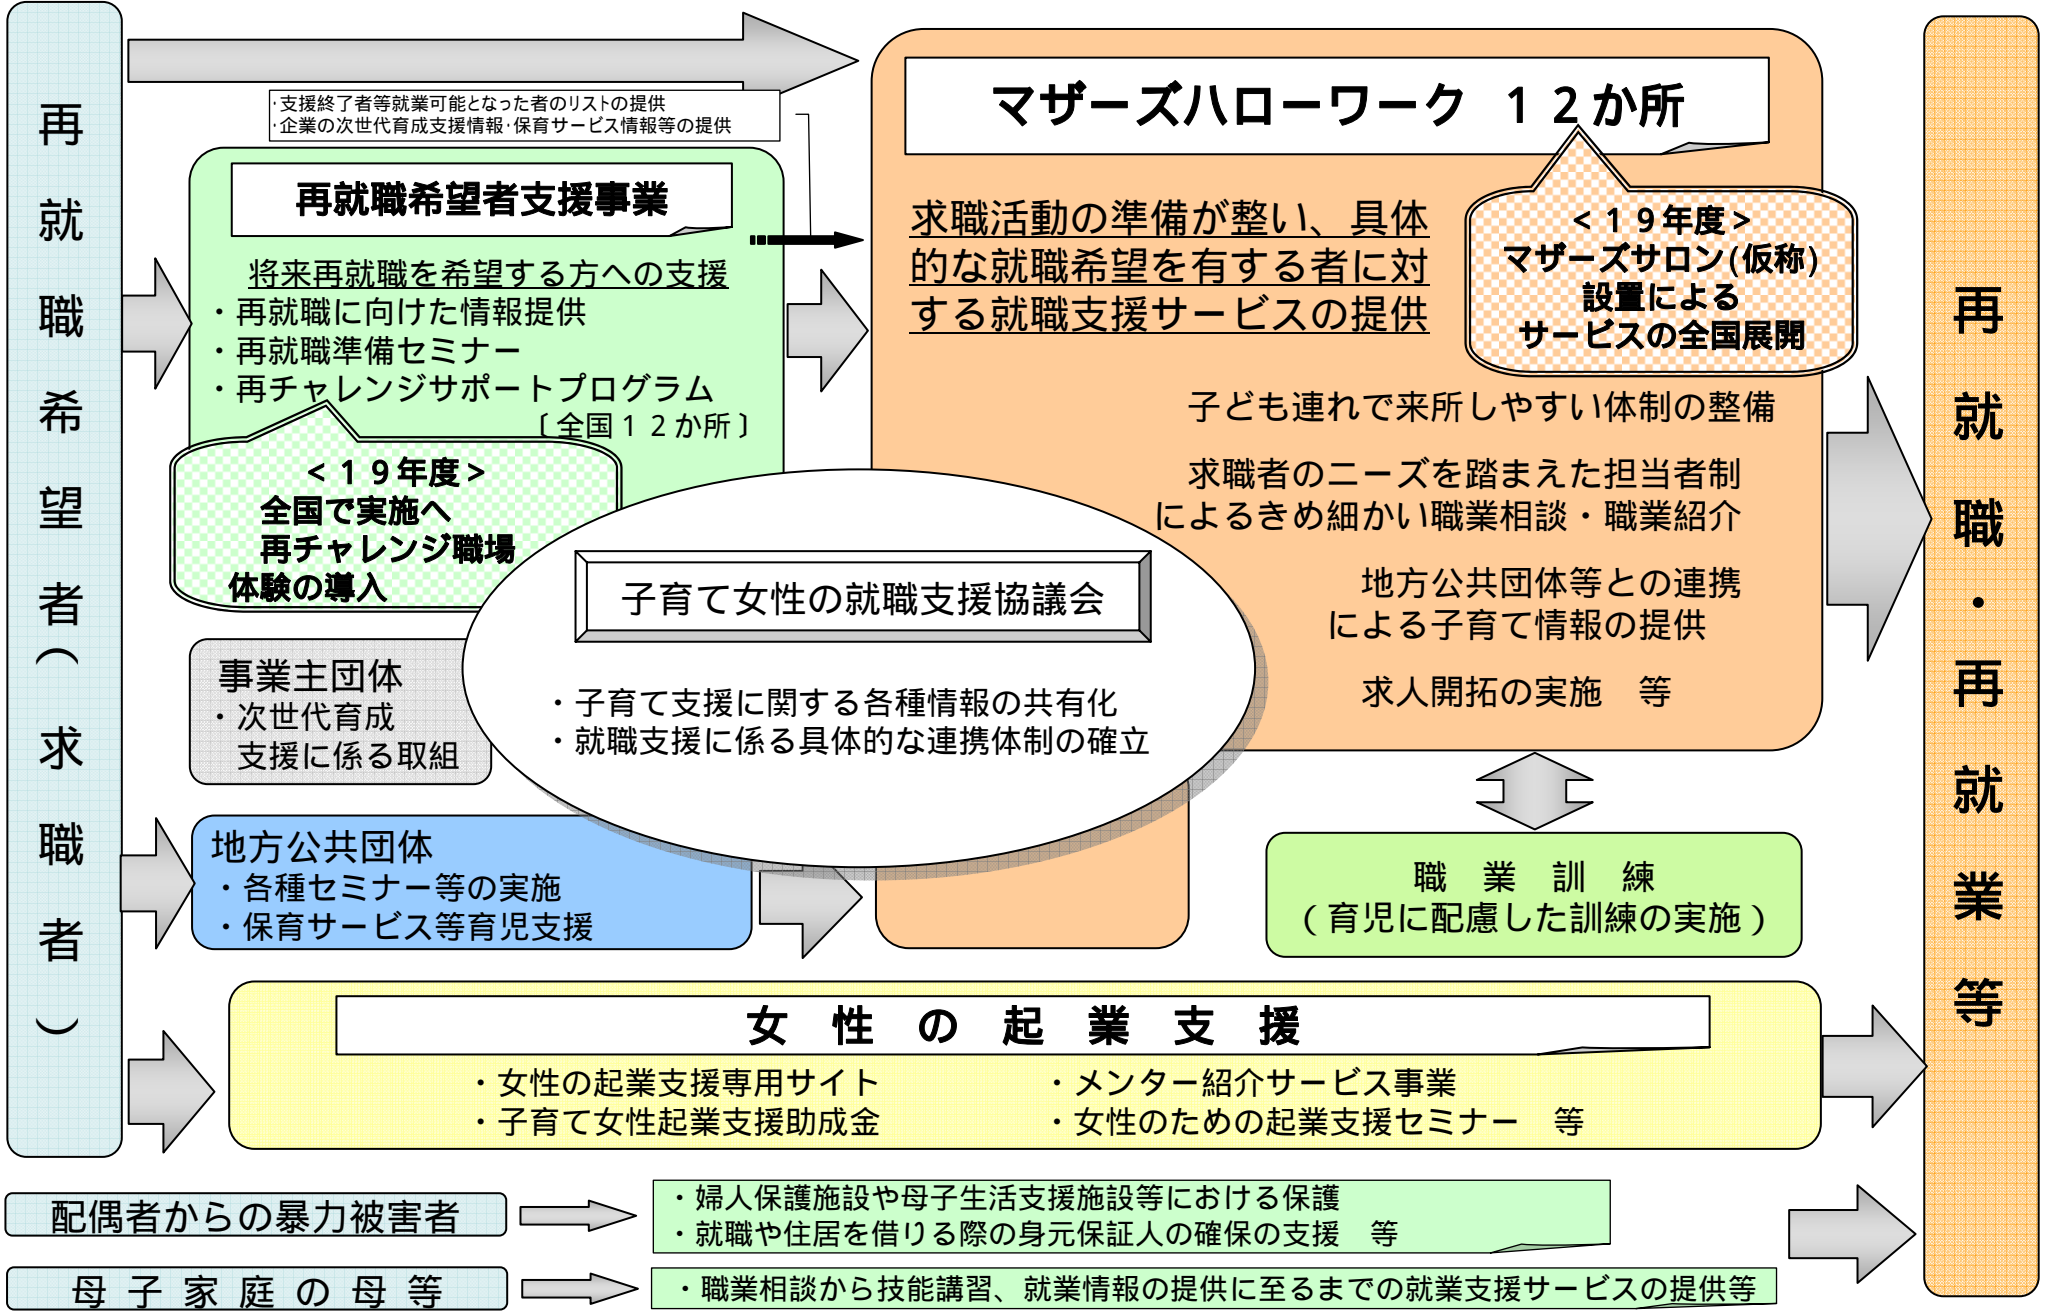 再就職希望者(求職者)
・支援終了者等就業可能となった者のリストの提供
・企業の次世代育成支援情報・保育サービス情報等の提供
再就職希望者支援事業
将来再就職を希望する方への支援
・再就職に向けた情報提供
・再就職準備セミナー
・再チャレンジサポートプログラム
〔全国12か所〕
<19年度>
全国で実施へ
再チャレンジ職場
体験の導入
マザーズハローワーク 12か所
求職活動の準備が整い、具体
的な就職希望を有する者に対
する就職支援サービスの提供
<19年度>
マザーズサロン(仮称)
設置による
サービスの全国展開
子ども連れで来所しやすい体制の整備
求職者のニーズを踏まえた担当者制
によるきめ細かい職業相談・職業紹介
地方公共団体等との連携
による子育て情報の提供
求人開拓の実施 等
子育て女性の就職支援協議会
・子育て支援に関する各種情報の共有化
・就職支援に係る具体的な連携体制の確立
事業主団体
・次世代育成
支援に係る取組
地方公共団体
・各種セミナー等の実施
・保育サービス等育児支援
職 業 訓 練
(育児に配慮した訓練の実施)
女 性 の 起 業 支 援
・女性の起業支援専用サイト
・子育て女性起業支援助成金
・メンター紹介サービス事業
・女性のための起業支援セミナー 等
配偶者からの暴力被害者
・婦人保護施設や母子生活支援施設等における保護
・就職や住居を借りる際の身元保証人の確保の支援 等
母子家庭の母等
・職業相談から技能講習、就業情報の提供に至るまでの就業支援サービスの提供等
再就職・再就業等